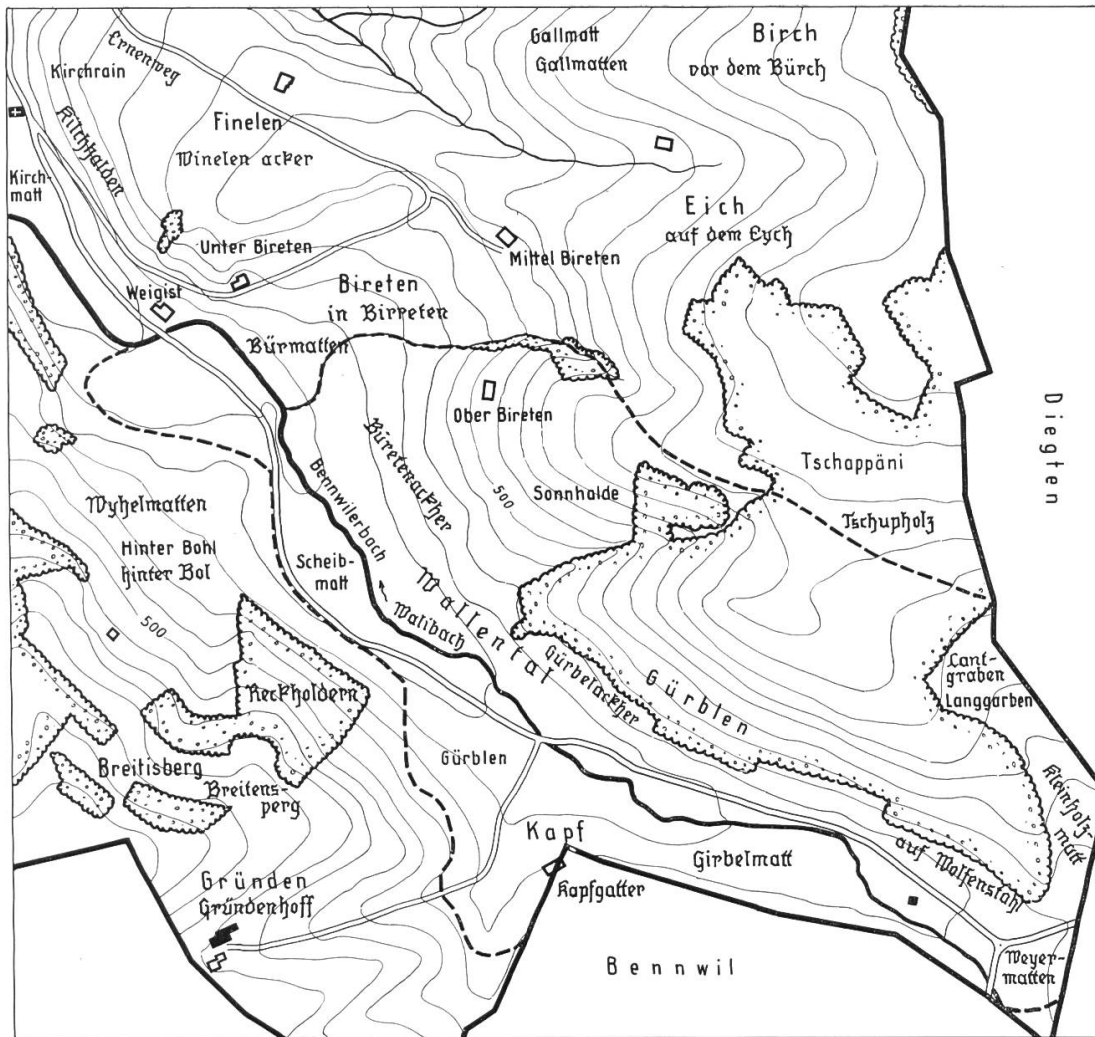 Ernenweg
Kirchrain
Gallmatt
Gallmatten
Birch
vor dem Bürch
Finelen
Winelen acker
Kilchhalden
Kirch-
matt
Eich
auf dem Eych
Unter Bireten
Mittel Bireten
Weigist
Bireten
in Birreten
Bürmatten
Ober Bireten
Büretenackher
Diegten
500
Sonnhalde
Tschappäni
Tschupholz
Wyhelmatten
Bennwilerbach
Hinter Bohl
hinter Bol
Scheib-
matt
500
Wallental
Walibach
Reckholdern
Gürbelackher
Gürblen
Lant-
graben
Langgarben
Breitisberg
Breitens-
perg
Gürblen
Kleinholz-
matt
Kapf
Kapfgatter
Girbelmatt
auf Wolfenstahl
Gründen
Gründenhoff
Bennwil
Weyer-
matten